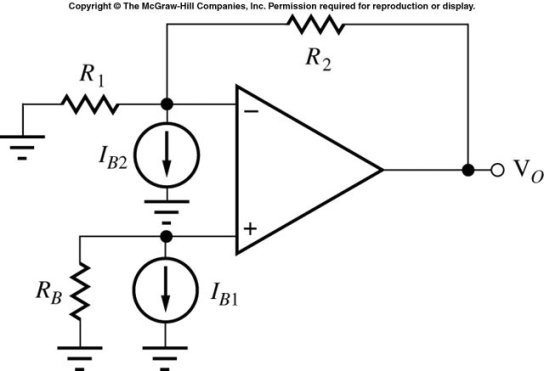 Copyright © The McGraw-Hill Companies, Inc. Permission required for reproduction or display.
R1
R2
−
IB2
VO
+
RB
IB1